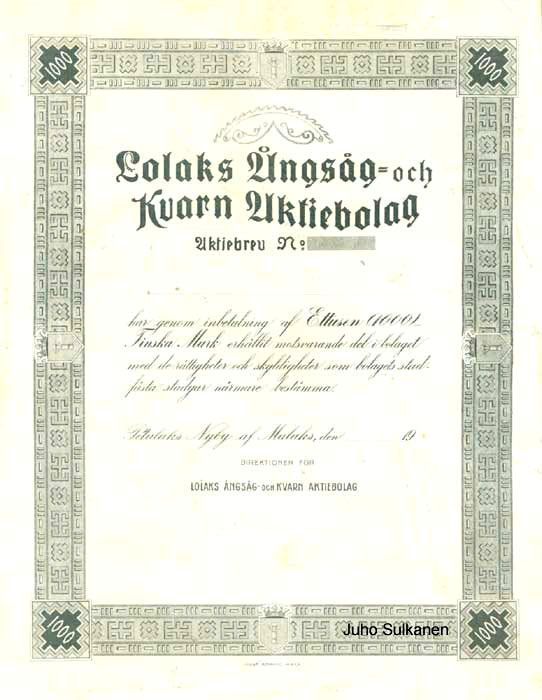 1000 1000
Lolaks Ångsåg- och
Kvarn Aktiebolag
Aktiebrev No
har genom inbetalning af Ettusen (1000)
Finska Mark erhållit motsvarande del i bolaget
med de rättigheter och skyldigheter som bolagets stad-
fästa stadgar närmare bestämma.
Nyby af Malaks, den 19
DIREKTIONEN FÖR
LOLAKS ÅNGSÅG- OCH KVARN AKTIEBOLAG
1000 1000
Juho Sulkanen